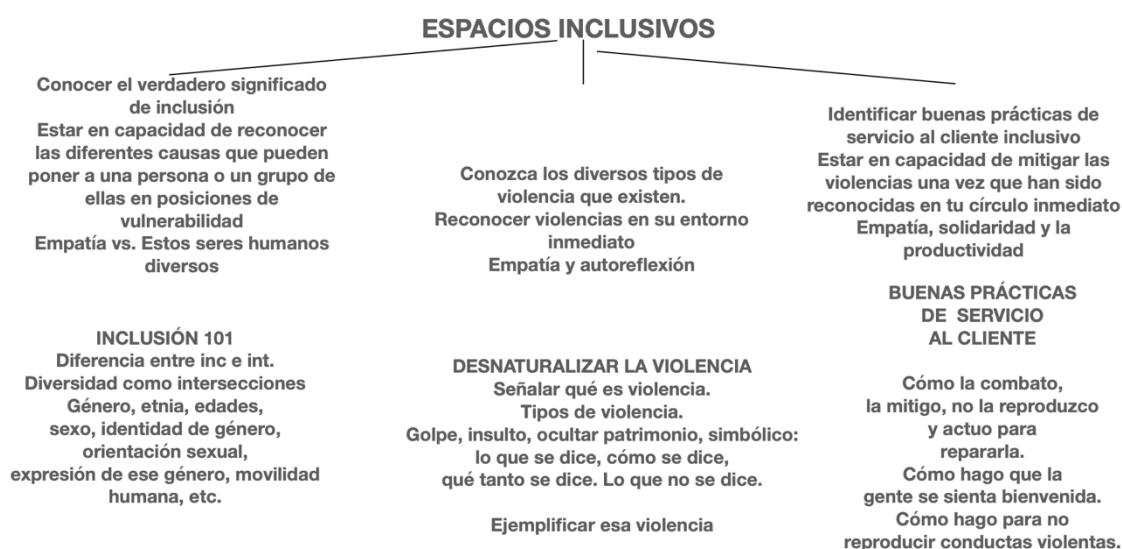 ESPACIOS INCLUSIVOS
Conocer el verdadero significado
de inclusión
Estar en capacidad de reconocer
las diferentes causas que pueden
poner a una persona o un grupo de
ellas en posiciones de
vulnerabilidad
Empatía vs. Estos seres humanos
diversos
INCLUSIÓN 101
Diferencia entre inc e int.
Diversidad como intersecciones
Género, etnia, edades,
sexo, identidad de género,
orientación sexual,
expresión de ese género, movilidad
humana, etc.
Conozca los diversos tipos de
violencia que existen.
Reconocer violencias en su entorno
inmediato
Empatía y autoreflexión
DESNATURALIZAR LA VIOLENCIA
Señalar qué es violencia.
Tipos de violencia.
Golpe, insulto, ocultar patrimonio, simbólico:
lo que se dice, cómo se dice,
qué tanto se dice. Lo que no se dice.
Ejemplificar esa violencia
Identificar buenas prácticas de
servicio al cliente inclusivo
Estar en capacidad de mitigar las
violencias una vez que han sido
reconocidas en tu círculo inmediato
Empatía, solidaridad y la
productividad
BUENAS PRÁCTICAS
DE SERVICIO
AL CLIENTE
Cómo la combato,
la mitigo, no la reproduzco
y actuo para
repararla.
Cómo hago que la
gente se sienta bienvenida.
Cómo hago para no
reproducir conductas violentas.